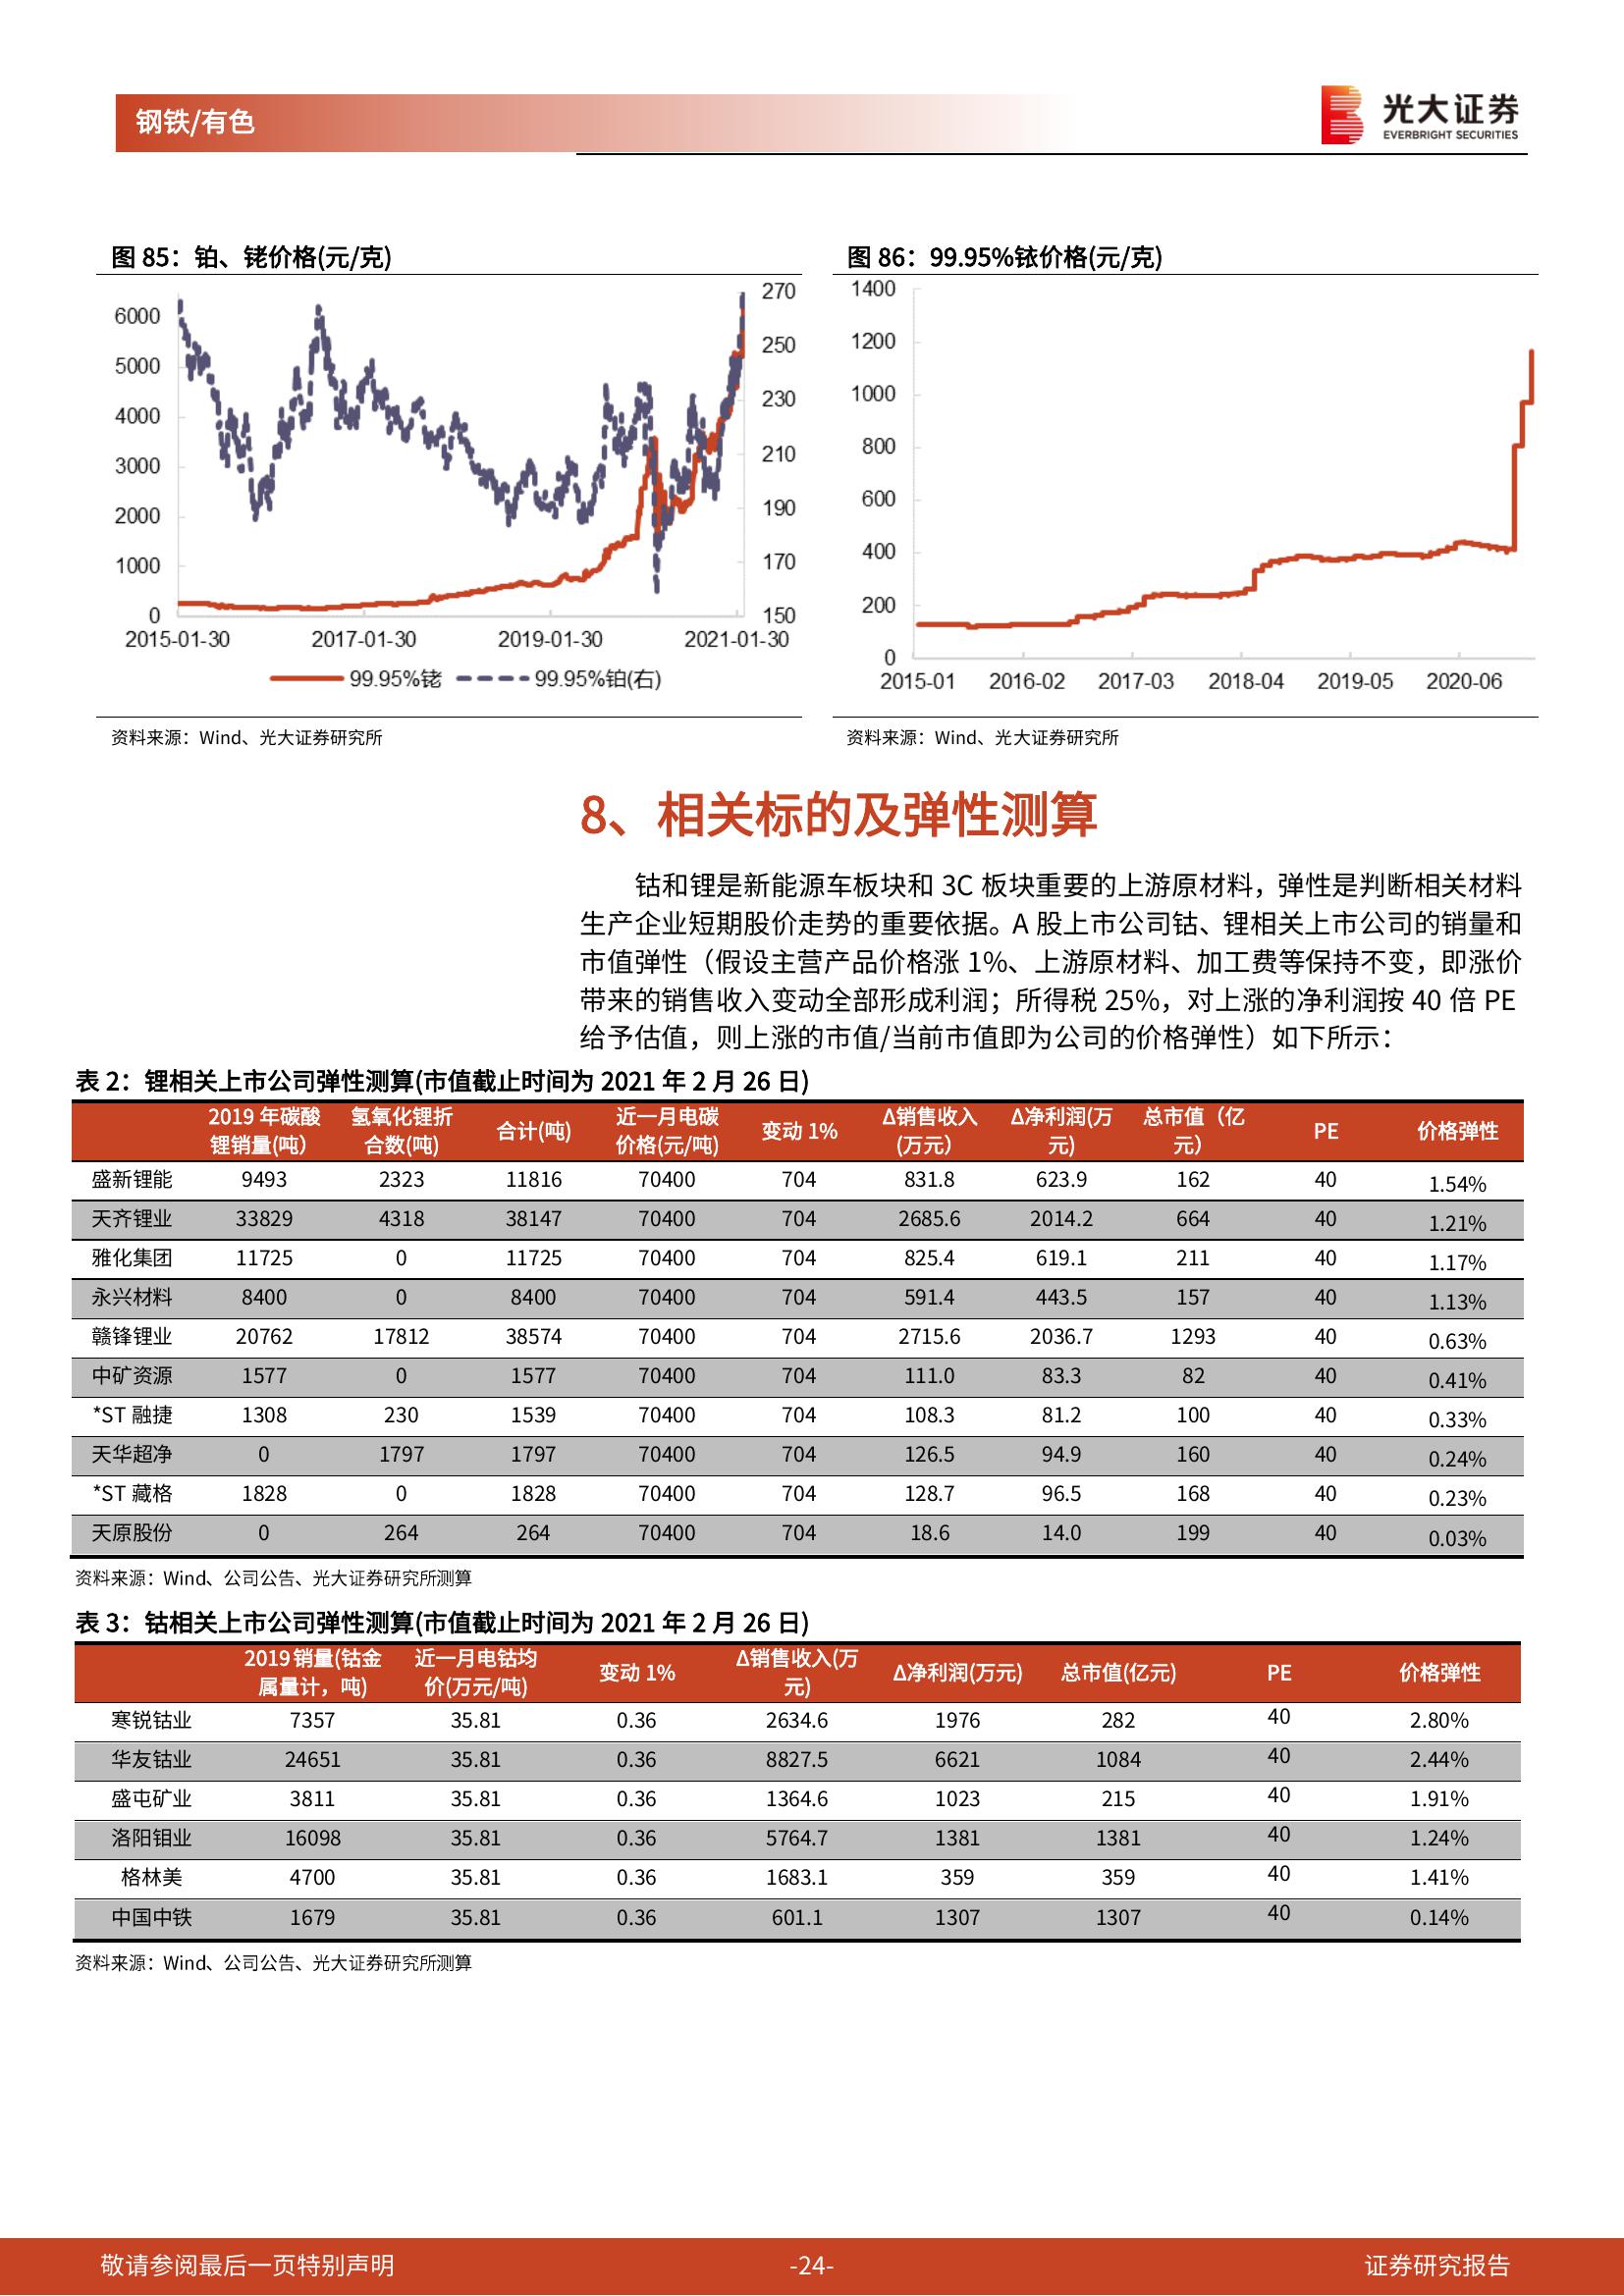 钢铁/有色
光大证券
EVERBRIGHT SECURITIES
图 85：铂、铑价格(元/克)
6000
5000
4000
3000
2000
1000
0
270
250
230
210
190
170
150
2015-01-30 2017-01-30 2019-01-30 2021-01-30
99.95%铑 99.95%铂(右)
资料来源：Wind、光大证券研究所
图 86：99.95%铱价格(元/克)
1400
1200
1000
800
600
400
200
0
2015-01 2016-02 2017-03 2018-04 2019-05 2020-06
资料来源：Wind、光大证券研究所
8、相关标的及弹性测算
钴和锂是新能源车板块和 3C 板块重要的上游原材料，弹性是判断相关材料
生产企业短期股价走势的重要依据。A 股上市公司钴、锂相关上市公司的销量和
市值弹性（假设主营产品价格涨 1%、上游原材料、加工费等保持不变，即涨价
带来的销售收入变动全部形成利润；所得税 25%，对上涨的净利润按 40 倍 PE
给予估值，则上涨的市值/当前市值即为公司的价格弹性）如下所示：
表 2：锂相关上市公司弹性测算(市值截止时间为 2021 年 2 月 26 日)
2019 年碳酸 氢氧化锂折 合计(吨) 近一月电碳 变动 1% Δ销售收入 Δ净利润(万 总市值（亿 PE 价格弹性
锂销量(吨) 合数(吨) 价格(元/吨) (万元) 元) 元）
盛新锂能 9493 2323 11816 70400 704 831.8 623.9 162 40 1.54%
天齐锂业 33829 4318 38147 70400 704 2685.6 2014.2 664 40 1.21%
雅化集团 11725 0 11725 70400 704 825.4 619.1 211 40 1.17%
永兴材料 8400 0 8400 70400 704 591.4 443.5 157 40 1.13%
赣锋锂业 20762 17812 38574 70400 704 2715.6 2036.7 1293 40 0.63%
中矿资源 1577 0 1577 70400 704 111.0 83.3 82 40 0.41%
*ST 融捷 1308 230 1539 70400 704 108.3 81.2 100 40 0.33%
天华超净 0 1797 1797 70400 704 126.5 94.9 160 40 0.24%
*ST 藏格 1828 0 1828 70400 704 128.7 96.5 168 40 0.23%
天原股份 0 264 264 70400 704 18.6 14.0 199 40 0.03%
资料来源：Wind、公司公告、光大证券研究所测算
表 3：钴相关上市公司弹性测算(市值截止时间为 2021 年 2 月 26 日)
2019销量(钴金 近一月电钴均 变动 1% Δ销售收入(万 Δ净利润(万元) 总市值(亿元) PE 价格弹性
属量计，吨) 价(万元/吨) 元)
寒锐钴业 7357 35.81 0.36 2634.6 1976 282 40 2.80%
华友钴业 24651 35.81 0.36 8827.5 6621 1084 40 2.44%
盛屯矿业 3811 35.81 0.36 1364.6 1023 215 40 1.91%
洛阳钼业 16098 35.81 0.36 5764.7 1381 1381 40 1.24%
格林美 4700 35.81 0.36 1683.1 359 359 40 1.41%
中国中铁 1679 35.81 0.36 601.1 1307 1307 40 0.14%
资料来源：Wind、公司公告、光大证券研究所测算
敬请参阅最后一页特别声明 -24- 证券研究报告